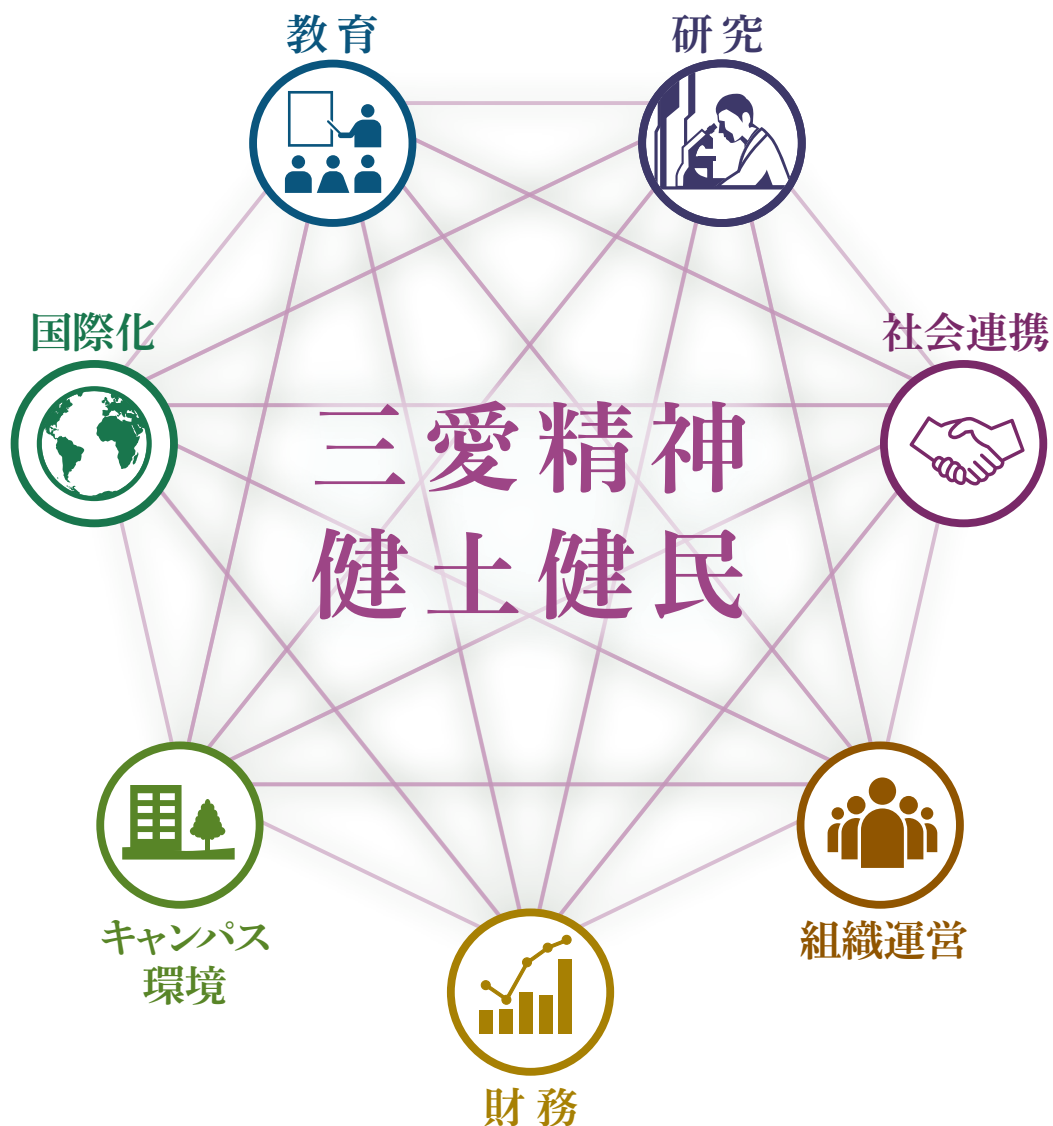 教育
研究
国際化
社会連携
三愛精神
健土健民
キャンパス
環境
組織運営
財務